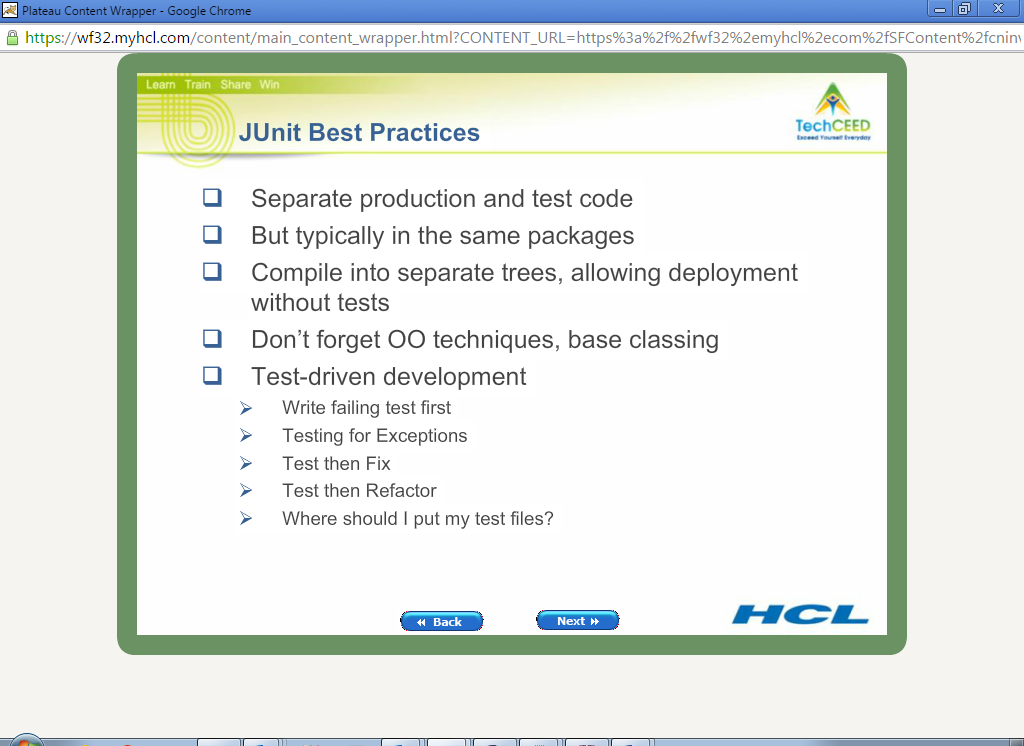 Plateau Content Wrapper - Google Chrome
https://wf32.myhcl.com/content/main_content_wrapper.html?CONTENT_URL=https%3a%2f%2fwf32%2emyhcl%2ecom%2fSFContent%2fcninv
Learn Train Share Win
JUnit Best Practices
TechCEED
Exceed Yourself Everyday
Separate production and test code
But typically in the same packages
Compile into separate trees, allowing deployment
without tests
Don’t forget OO techniques, base classing
Test-driven development
Write failing test first
Testing for Exceptions
Test then Fix
Test then Refactor
Where should I put my test files?
Back
Next
HCL